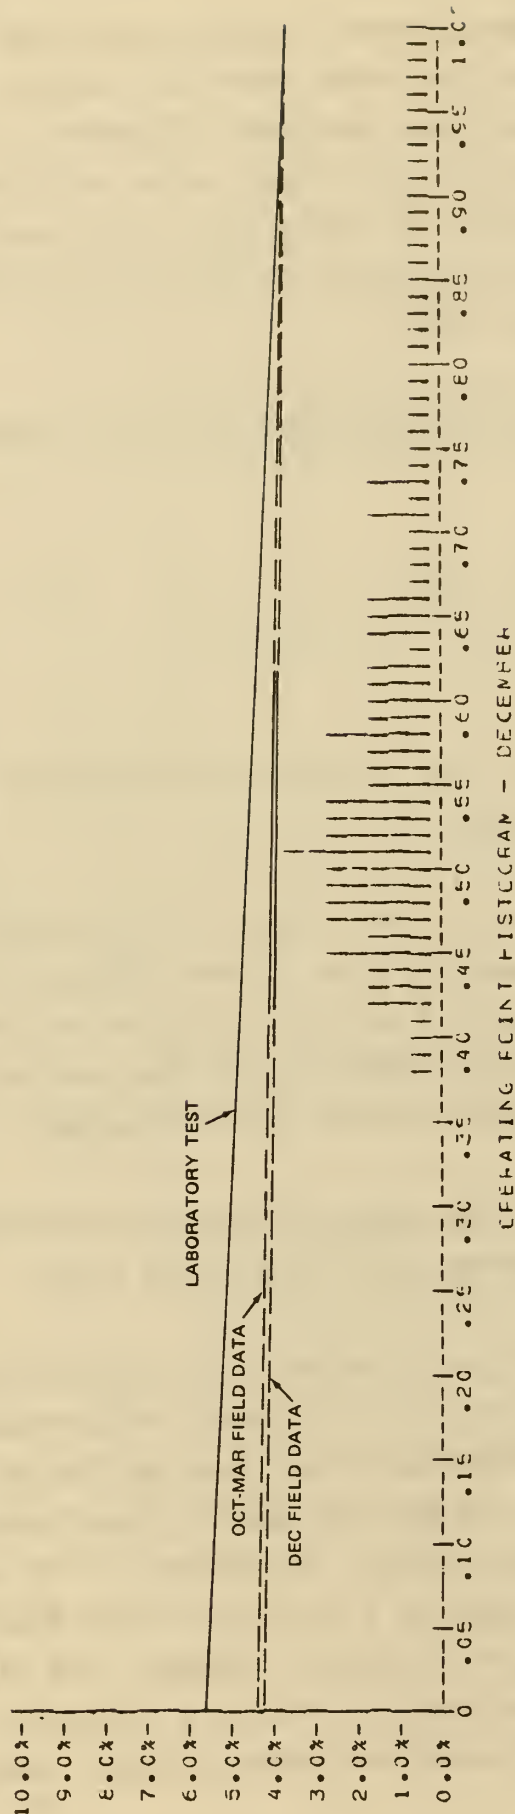 10.0%-
9.0%-
8.0%-
7.0%-
6.0%-
5.0%-
4.0%-
3.0%-
2.0%-
1.0%-
0.0%
LABORATORY TEST
OCT-MAR FIELD DATA
DEC FIELD DATA
0 .05 .10 .15 .20 .25 .30 .35 .40 .45 .50 .55 .60 .65 .70 .75 .80 .85 .90 .95 1.0
OPERATING POINT HISTOGRAM - DECEMBER